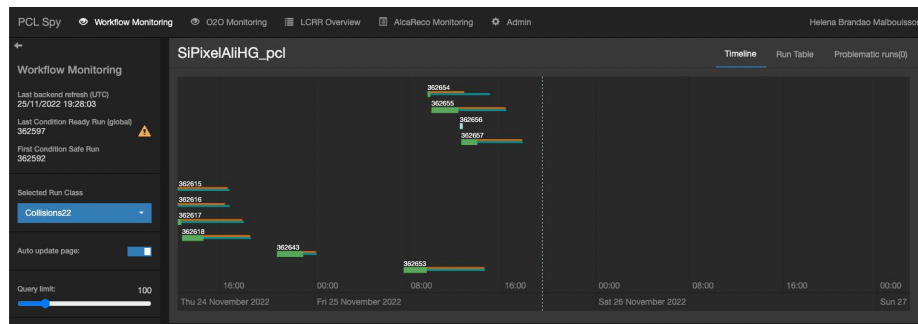 PCL Spy Workflow Monitoring O2O Monitoring LCRR Overview AlcaReco Monitoring Admin Helena Brandao Malbouisson
Workflow Monitoring
Last backend refresh (UTC)
25/11/2022 19:28:03
Last Condition Ready Run (global)
362597
First Condition Safe Run
362592
Selected Run Class
Collisions22
Auto update page:
Query limit: 100
SiPixelAliHG_pcl Timeline Run Table Problematic runs(0)
362654
362655
362656
362657
362615
362616
362617
362618
362643
362653
16:00 00:00 08:00 16:00 00:00 08:00 16:00 00:00
Thu 24 November 2022 Fri 25 November 2022 Sat 26 November 2022 Sun 27